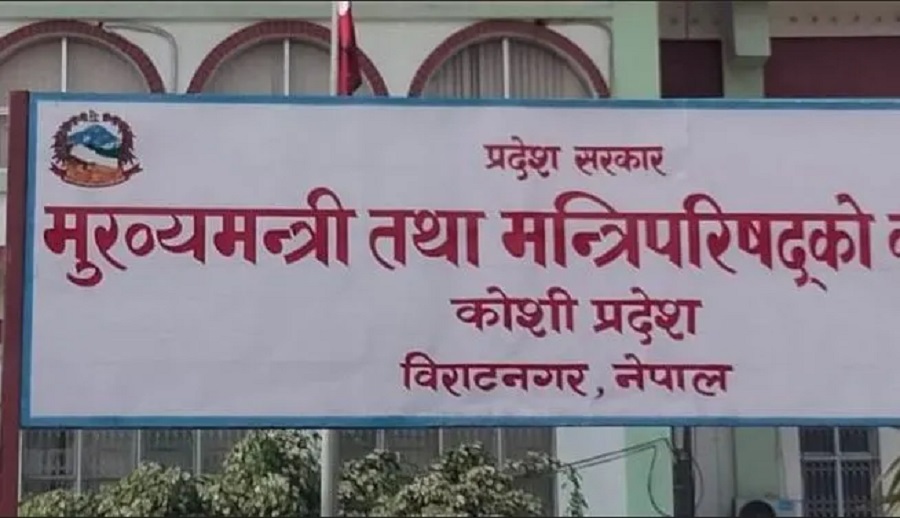 प्रदेश सरकार
मुख्यमन्त्री तथा मन्त्रिपरिषद्को
कोशी प्रदेश
विराटनगर, नेपाल